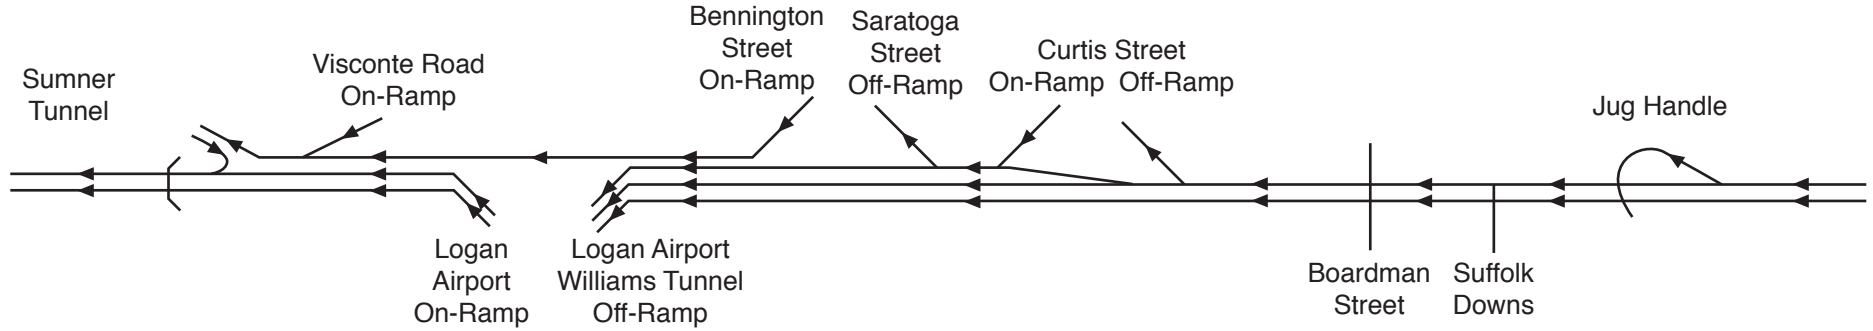 Sumner
Tunnel
Visconte Road
On-Ramp
Bennington
Street
On-Ramp
Saratoga
Street
Off-Ramp
Curtis Street
On-Ramp Off-Ramp
Jug Handle
Logan
Airport
On-Ramp
Logan Airport
Williams Tunnel
Off-Ramp
Boardman
Street
Suffolk
Downs